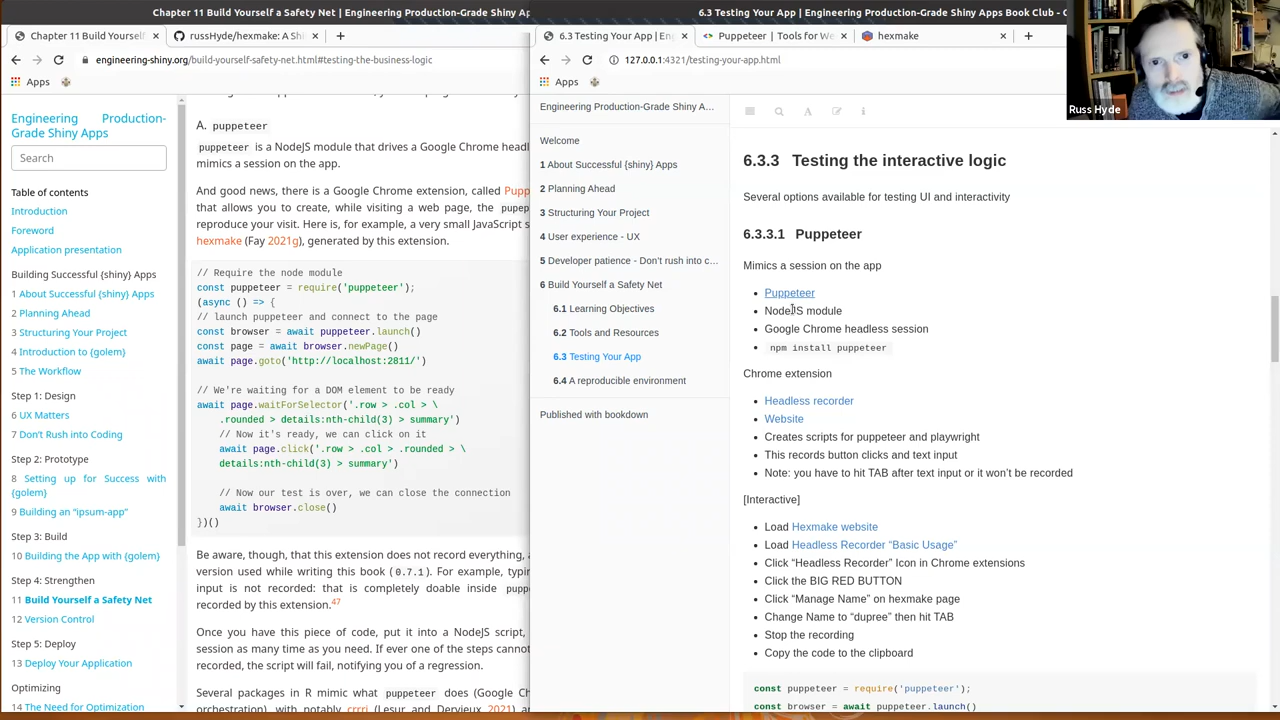 Chapter 11 Build Yourself a Safety Net | Engineering Production-Grade Shiny Ap
6.3 Testing Your App | Engineering Production-Grade Shiny Apps Book Club - G
Chapter 11 Build Yourself
russHyde/hexmake: A Shi
6.3 Testing Your App | Eng
Puppeteer | Tools for We
hexmake
engineering-shiny.org/build-yourself-safety-net.html#testing-the-business-logic
127.0.0.1:4321/testing-your-app.html
Apps
Apps
Russ Hyde
Engineering Production-Grade Shiny Apps
Search
Table of contents
Introduction
Foreword
Application presentation
Building Successful {shiny} Apps
1 About Successful {shiny} Apps
2 Planning Ahead
3 Structuring Your Project
4 Introduction to {golem}
5 The Workflow
Step 1: Design
6 UX Matters
7 Don't Rush into Coding
Step 2: Prototype
8 Setting up for Success with {golem}
9 Building an "ipsum-app"
Step 3: Build
10 Building the App with {golem}
Step 4: Strengthen
11 Build Yourself a Safety Net
12 Version Control
Step 5: Deploy
13 Deploy Your Application
Optimizing
14 The Need for Optimization
A. puppeteer
puppeteer is a NodeJS module that drives a Google Chrome headl
mimics a session on the app.
And good news, there is a Google Chrome extension, called Pupp
that allows you to create, while visiting a web page, the pupep
reproduce your visit. Here is, for example, a very small JavaScript s
hexmake (Fay 2021g), generated by this extension.
// Require the node module
const puppeteer = require('puppeteer');
(async () => {
// launch puppeteer and connect to the page
const browser = await puppeteer.launch()
const page = await browser.newPage()
await page.goto('http://localhost:2811/')
// We're waiting for a DOM element to be ready
await page.waitForSelector('.row > .col > \
.rounded > details:nth-child(3) > summary')
// Now it's ready, we can click on it
await page.click('.row > .col > .rounded > \
details:nth-child(3) > summary')
// Now our test is over, we can close the connection
await browser.close()
})()
Be aware, though, that this extension does not record everything, a
version used while writing this book (0.7.1). For example, typin
input is not recorded: that is completely doable inside pupp
recorded by this extension.47
Once you have this piece of code, put it into a NodeJS script,
session as many time as you need. If ever one of the steps cannot
recorded, the script will fail, notifying you of a regression.
Several packages in R mimic what puppeteer does (Google Ch
orchestration), with notably crrri (Lesur and Dervieux 2021) an
Engineering Production-Grade Shiny A…
Welcome
1 About Successful {shiny} Apps
2 Planning Ahead
3 Structuring Your Project
4 User experience - UX
5 Developer patience - Don't rush into c…
6 Build Yourself a Safety Net
6.1 Learning Objectives
6.2 Tools and Resources
6.3 Testing Your App
6.4 A reproducible environment
Published with bookdown
6.3.3 Testing the interactive logic
Several options available for testing UI and interactivity
6.3.3.1 Puppeteer
Mimics a session on the app
Puppeteer
NodeJS module
Google Chrome headless session
npm install puppeteer
Chrome extension
Headless recorder
Website
Creates scripts for puppeteer and playwright
This records button clicks and text input
Note: you have to hit TAB after text input or it won't be recorded
[Interactive]
Load Hexmake website
Load Headless Recorder "Basic Usage"
Click "Headless Recorder" Icon in Chrome extensions
Click the BIG RED BUTTON
Click "Manage Name" on hexmake page
Change Name to "dupree" then hit TAB
Stop the recording
Copy the code to the clipboard
const puppeteer = require('puppeteer');
const browser = await puppeteer.launch()